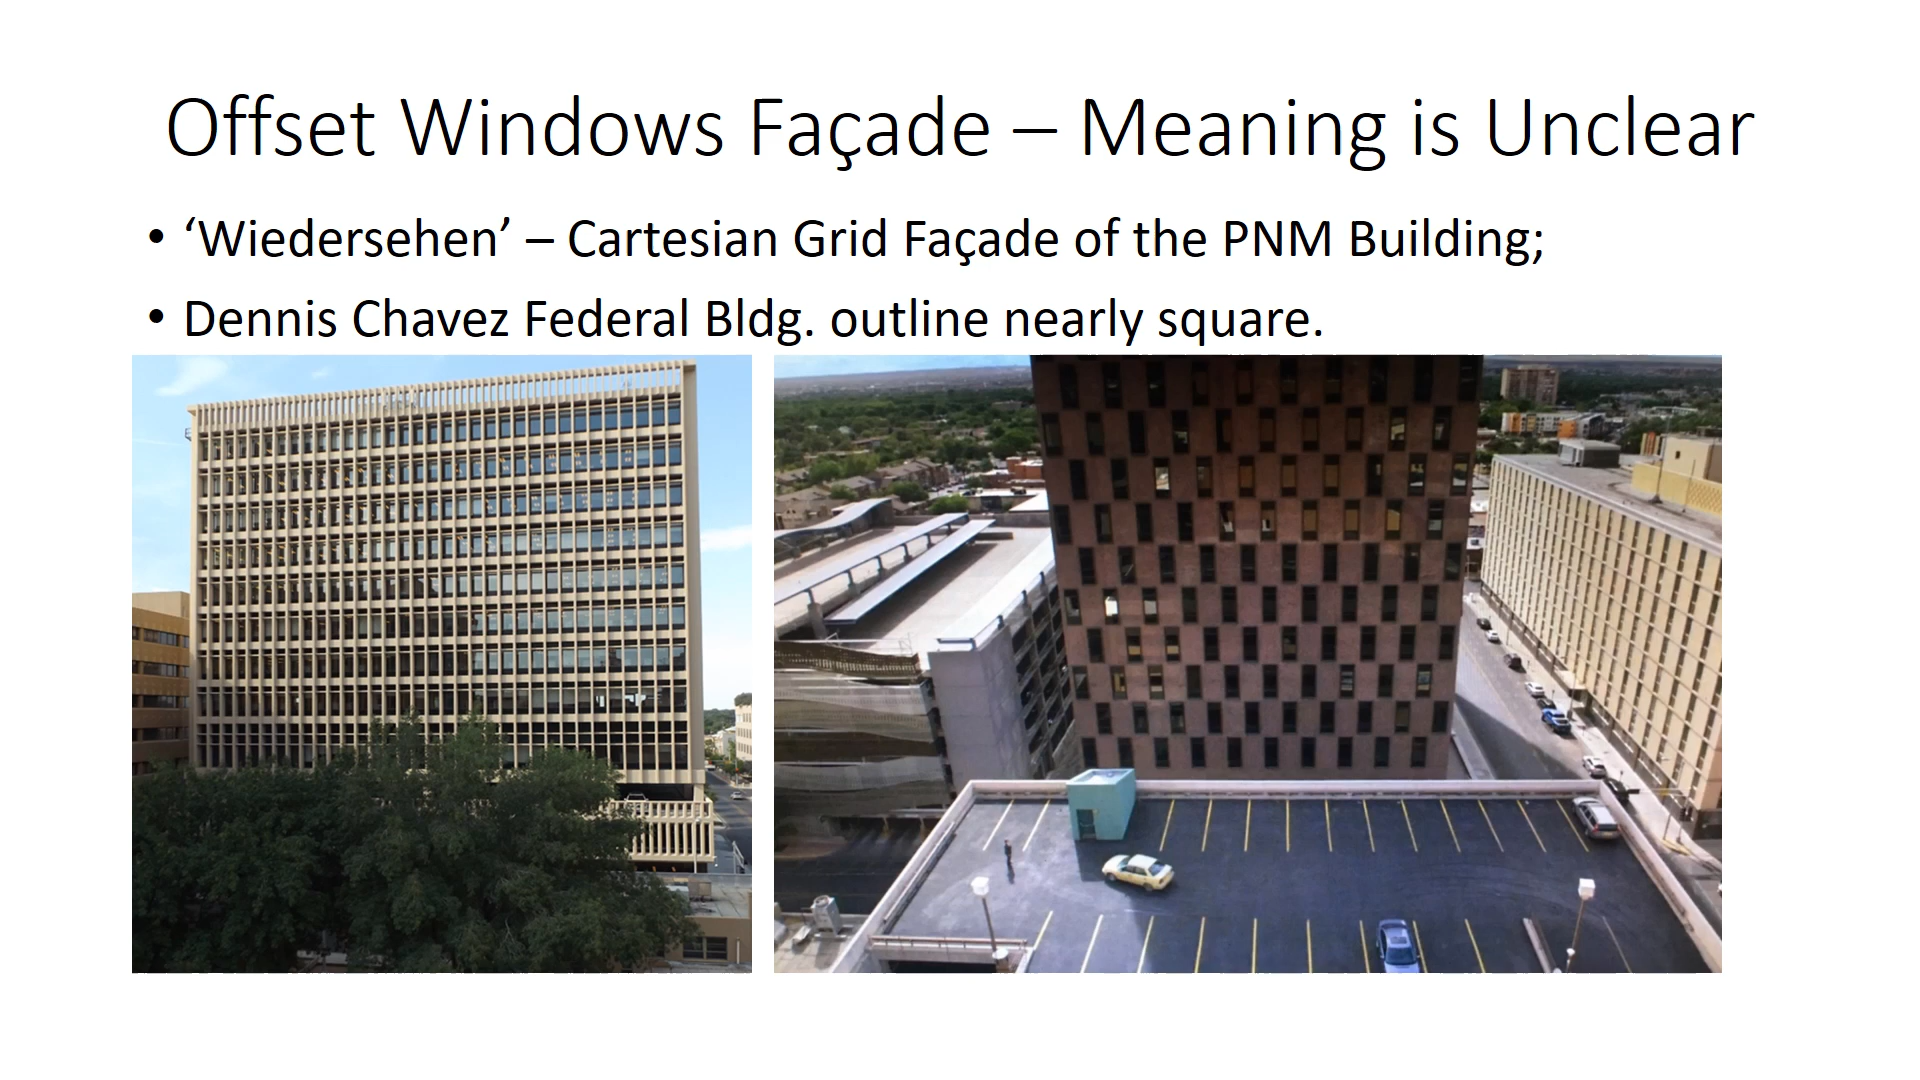 Offset Windows Façade – Meaning is Unclear
• ‘Wiedersehen’ – Cartesian Grid Façade of the PNM Building;
• Dennis Chavez Federal Bldg. outline nearly square.